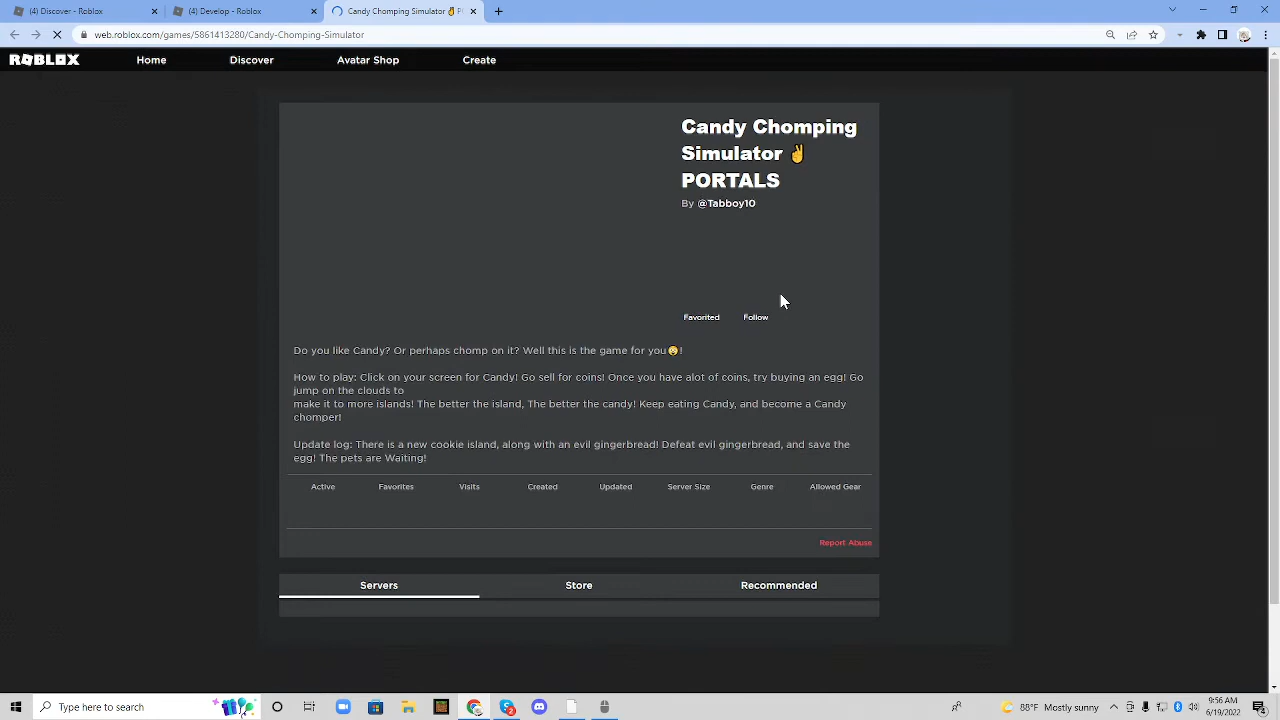 (4) Discover - Roblox
(4) Develop - Roblox
Candy Chomping Simulator ✌️ P
web.roblox.com/games/5861413280/Candy-Chomping-Simulator
ROBLOX
Home
Discover
Avatar Shop
Create
Candy Chomping
Simulator ✌️
PORTALS
By @Tabboy10
Favorited
Follow
Do you like Candy? Or perhaps chomp on it? Well this is the game for you😮!
How to play: Click on your screen for Candy! Go sell for coins! Once you have alot of coins, try buying an egg! Go
jump on the clouds to
make it to more islands! The better the island, The better the candy! Keep eating Candy, and become a Candy
chomper!
Update log: There is a new cookie island, along with an evil gingerbread! Defeat evil gingerbread, and save the
egg! The pets are Waiting!
Active
Favorites
Visits
Created
Updated
Server Size
Genre
Allowed Gear
Report Abuse
Servers
Store
Recommended
Type here to search
2
88°F Mostly sunny
9:56 AM
6/19/2022